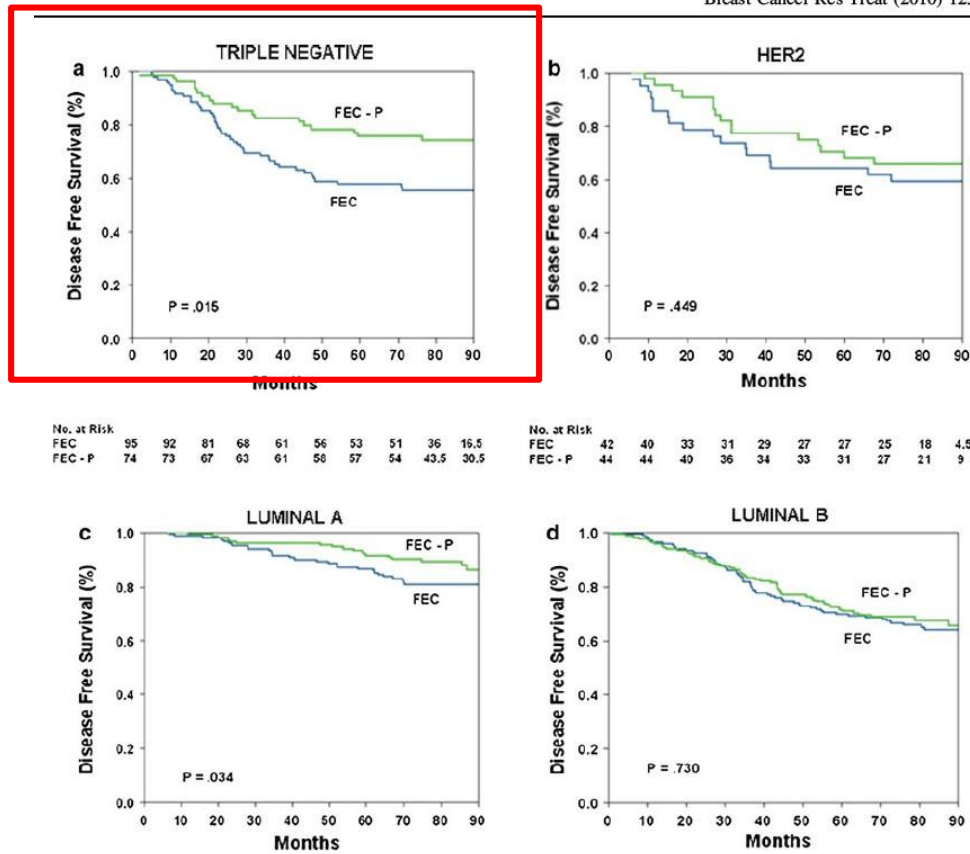 Breast Cancer Res Treat (2010) 123
TRIPLE NEGATIVE
a
Disease Free Survival (%)
1.0
0.8
0.6
0.4
0.2
0.0
FEC - P
FEC
P = .015
0 10 20 30 40 50 60 70 80 90
Months
HER2
b
Disease Free Survival (%)
1.0
0.8
0.6
0.4
0.2
0.0
FEC - P
FEC
P = .449
0 10 20 30 40 50 60 70 80 90
Months
No. at Risk
FEC 95 92 81 68 61 56 53 51 36 16.5
FEC - P 74 73 67 63 61 58 57 54 43.5 30.5
No. at Risk
FEC 42 40 33 31 29 27 27 25 18 4.5
FEC - P 44 44 40 36 34 33 31 27 21 9
c
LUMINAL A
Disease Free Survival (%)
1.0
0.8
0.6
0.4
0.2
0.0
FEC - P
FEC
P = .034
0 10 20 30 40 50 60 70 80 90
Months
d
LUMINAL B
Disease Free Survival (%)
1.0
0.8
0.6
0.4
0.2
0.0
FEC - P
FEC
P = .730
0 10 20 30 40 50 60 70 80 90
Months